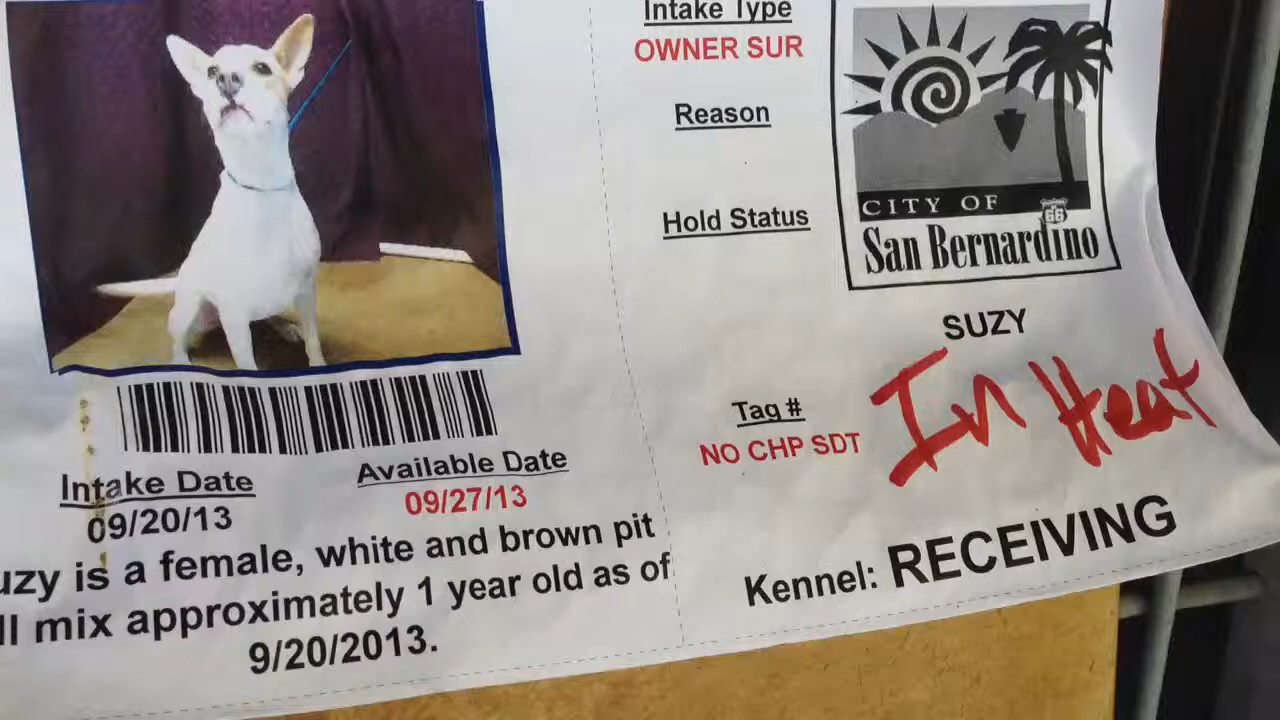 Intake Type
OWNER SUR
Reason
Hold Status
CITY OF
66
San Bernardino
SUZY
In Heat
Tag #
NO CHP SDT
Kennel: RECEIVING
Intake Date
09/20/13
Available Date
09/27/13
uzy is a female, white and brown pit
ll mix approximately 1 year old as of
9/20/2013.